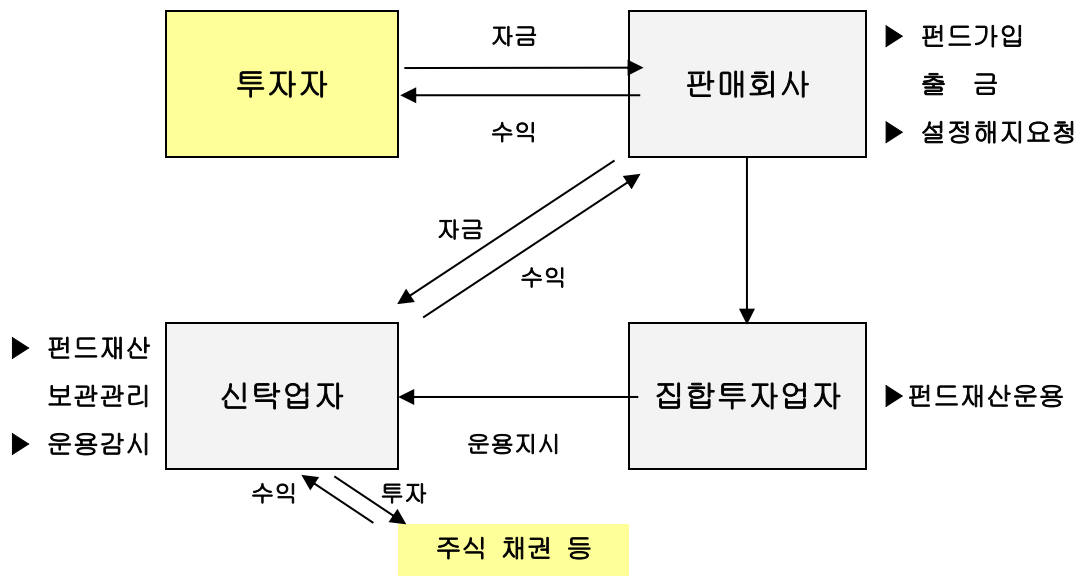 자금
▶ 펀드가입
투자자
판매회사
출 금
수익
▶ 설정해지요청
자금
수익
▶ 펀드재산
보관관리
▶ 운용감시
신탁업자
집합투자업자
▶펀드재산운용
운용지시
수익
투자
주식 채권 등